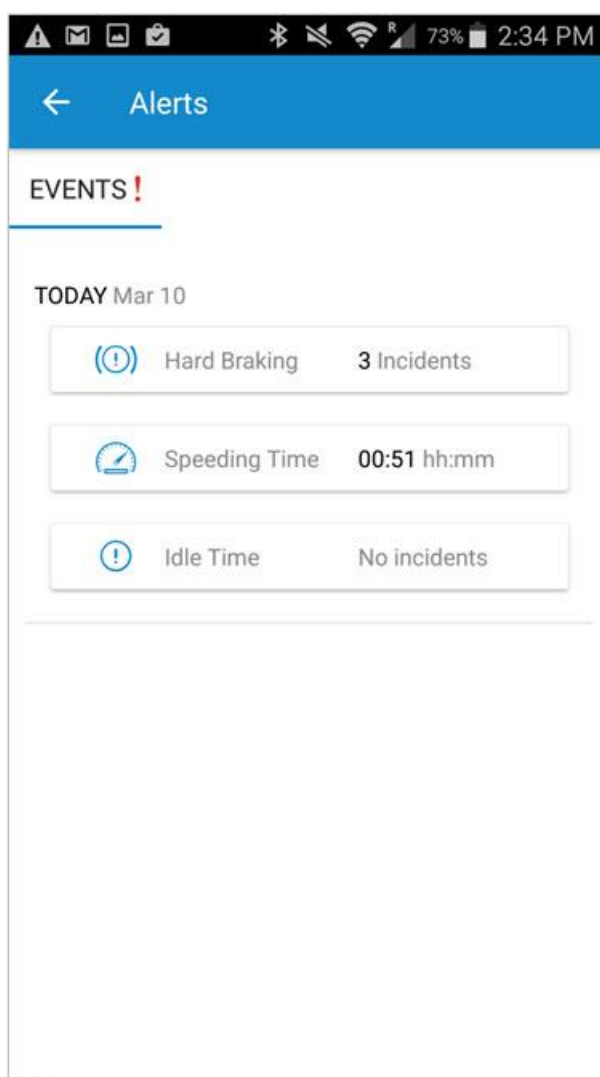 R 73% 2:34 PM
Alerts
EVENTS!
TODAY Mar 10
Hard Braking 3 Incidents
Speeding Time 00:51 hh:mm
Idle Time No incidents